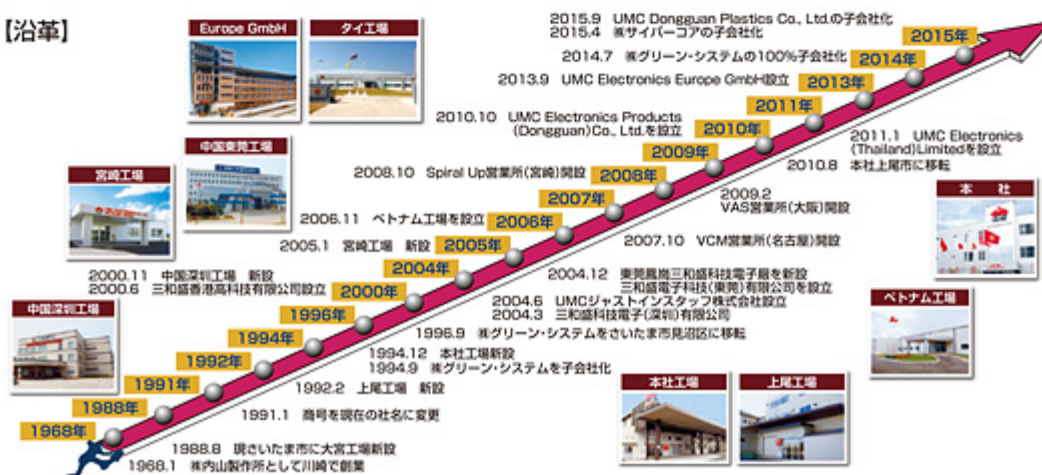 【沿革】
Europe GmbH
タイ工場
中国東莞工場
宮崎工場
中国深圳工場
本　社
ベトナム工場
本社工場
上尾工場
2015.9　UMC Dongguan Plastics Co., Ltd.の子会社化
2015.4　㈱サイバーコアの子会社化
2014.7　㈱グリーン・システムの100%子会社化
2013.9　UMC Electronics Europe GmbH設立
2010.10　UMC Electronics Products
(Dongguan)Co., Ltd.を設立
2008.10　Spiral Up営業所(宮崎)開設
2006.11　ベトナム工場を設立
2005.1　宮崎工場　新設
2000.11　中国深圳工場　新設
2000.6　三和盛香港高科技有限公司設立
2015年
2014年
2013年
2011年
2010年
2009年
2008年
2007年
2006年
2005年
2004年
2000年
1996年
1994年
1992年
1991年
1988年
1968年
2011.1　UMC Electronics
(Thailand)Limitedを設立
2010.8　本社上尾市に移転
2009.2
VAS営業所(大阪)開設
2007.10　VCM営業所(名古屋)開設
2004.12　東莞鳳崗三和盛科技電子廠を新設
三和盛電子科技(東莞)有限公司を設立
2004.6　UMCジャストインスタッフ株式会社設立
2004.3　三和盛科技電子(深圳)有限公司
1996.9　㈱グリーン・システムをさいたま市見沼区に移転
1994.12　本社工場新設
1994.9　㈱グリーン・システムを子会社化
1992.2　上尾工場　新設
1991.1　商号を現在の社名に変更
1988.8　現さいたま市に大宮工場新設
1968.1　㈱内山製作所として川崎で創業